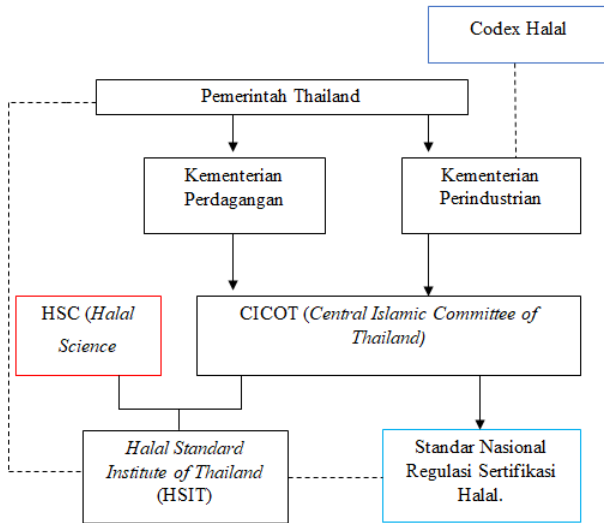 Codex Halal
Pemerintah Thailand
Kementerian
Perdagangan
Kementerian
Perindustrian
HSC (Halal
Science
CICOT (Central Islamic Committee of
Thailand)
Halal Standard
Institute of Thailand
(HSIT)
Standar Nasional
Regulasi Sertifikasi
Halal.